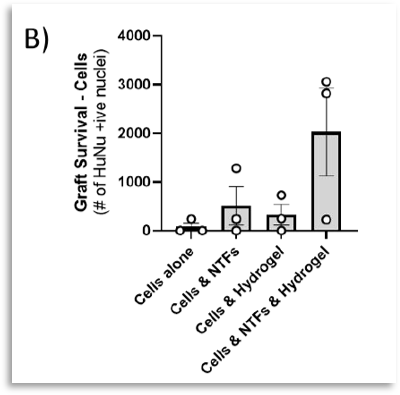 B)
Graft Survival - Cells
(# of HuNu +ive nuclei)
4000
3000
2000
1000
0
Cells alone
Cells & NTFs
Cells & Hydrogel
Cells & NTFs & Hydrogel